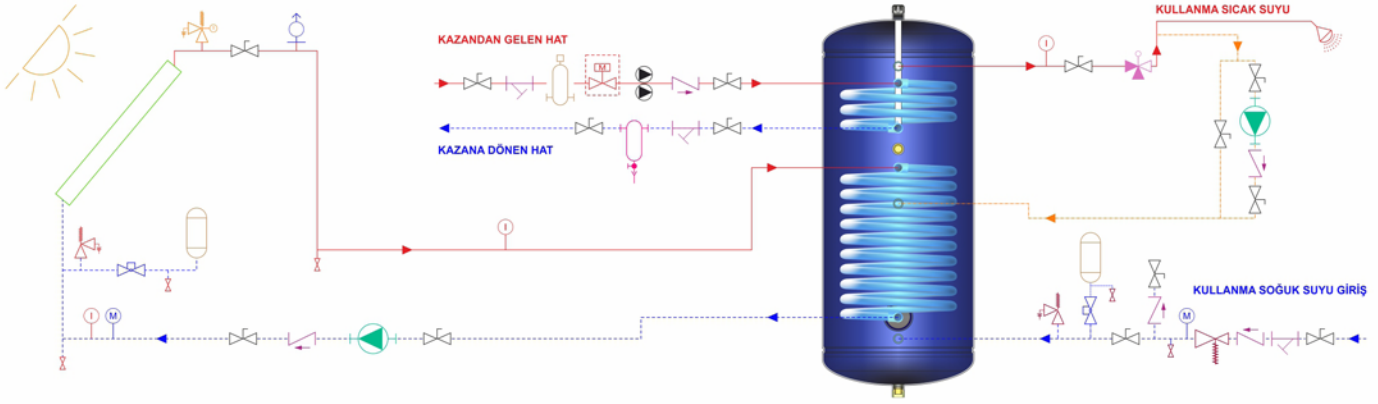 KULLANMA SICAK SUYU
KAZANDAN GELEN HAT
I
M
KAZANA DÖNEN HAT
I
I
M
KULLANMA SOĞUK SUYU GİRİŞ
M